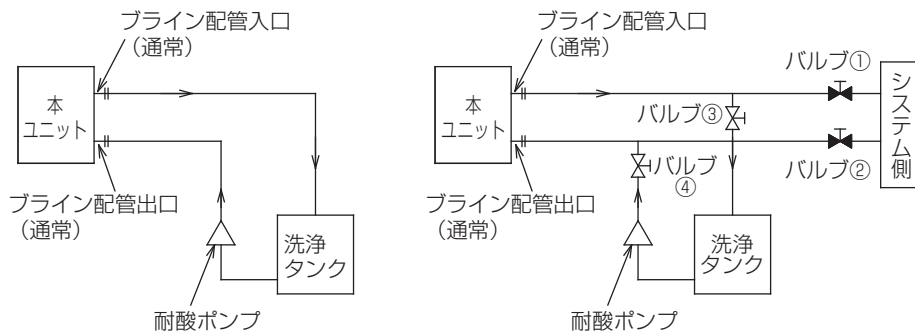 ブライン配管入口
(通常)
本
ユニット
ブライン配管出口
(通常)
洗浄
タンク
耐酸ポンプ
ブライン配管入口
(通常)
バルブ①
本
ユニット
バルブ③
システム側
バルブ
④
バルブ②
ブライン配管出口
(通常)
洗浄
タンク
耐酸ポンプ